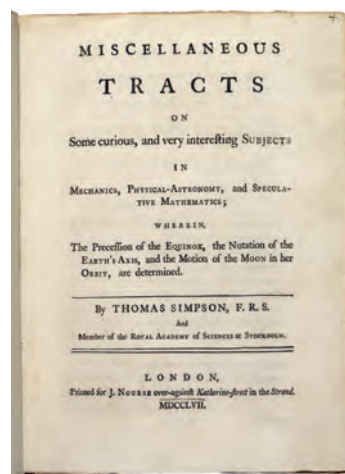 4
MISCELLANEOUS
TRACTS
ON
Some curious, and very intereſting SUBJECTS
IN
MECHANICS, PHYSICAL-ASTRONOMY, and SPECULA-
TIVE MATHEMATICS;
WHEREIN,
The Preceſſion of the EQUINOX, the Nutation of the
EARTH'S AXIS, and the Motion of the MOON in her
ORBIT, are determined.
By THOMAS SIMPSON, F. R. S.
And
Member of the ROYAL ACADEMY of SCIENCES at STOCKHOLM.
LONDON,
Printed for J. NOURSE over-againſt Katherine-ſtreet in the Strand.
MDCCLVII.